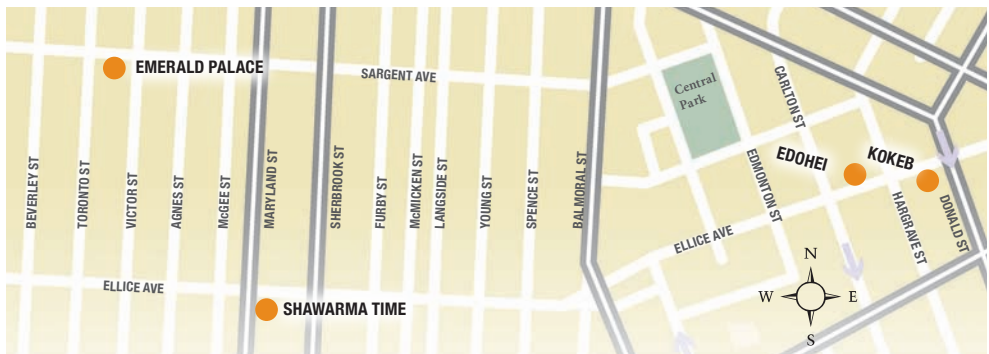 EMERALD PALACE
SARGENT AVE
Central
Park
CARLTON ST
EDOHEI
KOKEB
BEVERLEY ST
TORONTO ST
VICTOR ST
AGNES ST
McGEE ST
MARYLAND ST
SHERBROOK ST
FURBY ST
McMICKEN ST
LANGSIDE ST
YOUNG ST
SPENCE ST
BALMORAL ST
EDMONTON ST
HARGRAVE ST
DONALD ST
ELLICE AVE
ELLICE AVE
SHAWARMA TIME
N
W
E
S